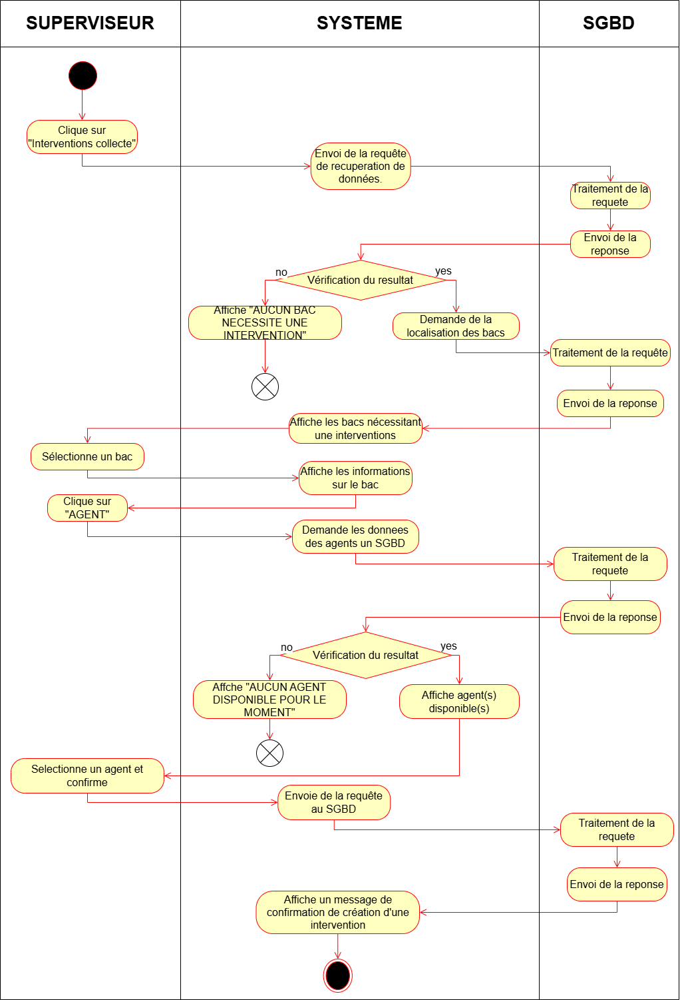 SUPERVISEUR
SYSTEME
SGBD
Clique sur
"Interventions collecte"
Envoi de la requête
de recuperation de
données.
Traitement de la
requete
Envoi de la
reponse
Vérification du resultat
no
yes
Affiche "AUCUN BAC
NECESSITE UNE
INTERVENTION"
Demande de la
localisation des bacs
Traitement de la requête
Envoi de la reponse
Affiche les bacs nécessitant
une interventions
Sélectionne un bac
Affiche les informations
sur le bac
Clique sur
"AGENT"
Demande les donnees
des agents un SGBD
Traitement de la
requete
Envoi de la reponse
Vérification du resultat
no
yes
Affche "AUCUN AGENT
DISPONIBLE POUR LE
MOMENT"
Affiche agent(s)
disponible(s)
Selectionne un agent et
confirme
Envoie de la requête
au SGBD
Traitement de la
requete
Envoi de la reponse
Affiche un message de
confirmation de création d'une
intervention